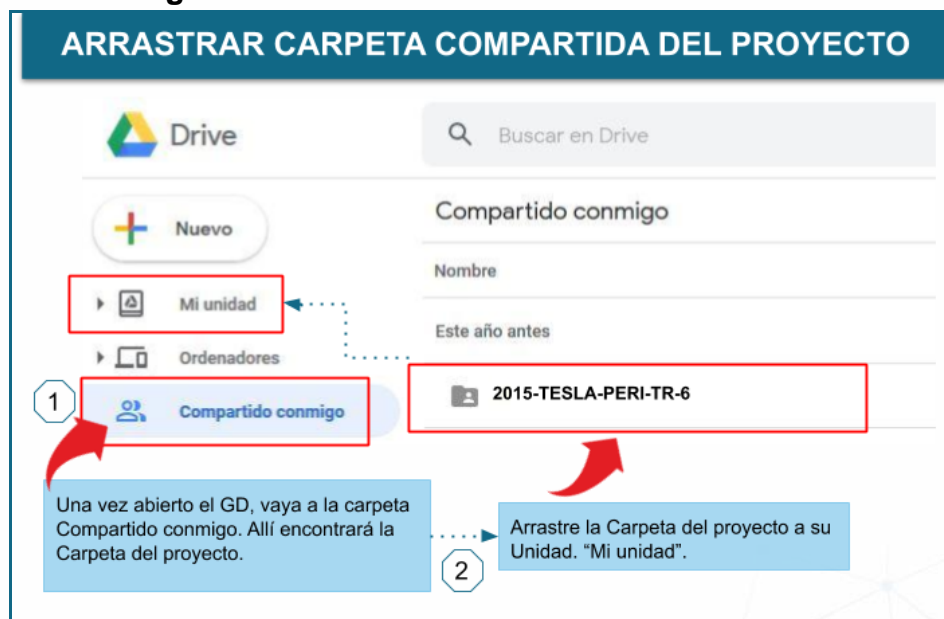 ARRASTRAR CARPETA COMPARTIDA DEL PROYECTO
Drive
Buscar en Drive
Nuevo
Compartido conmigo
Nombre
Mi unidad
Este año antes
Ordenadores
1
Compartido conmigo
2015-TESLA-PERI-TR-6
Una vez abierto el GD, vaya a la carpeta
Compartido conmigo. Allí encontrará la
Carpeta del proyecto.
2
Arrastre la Carpeta del proyecto a su
Unidad. “Mi unidad”.